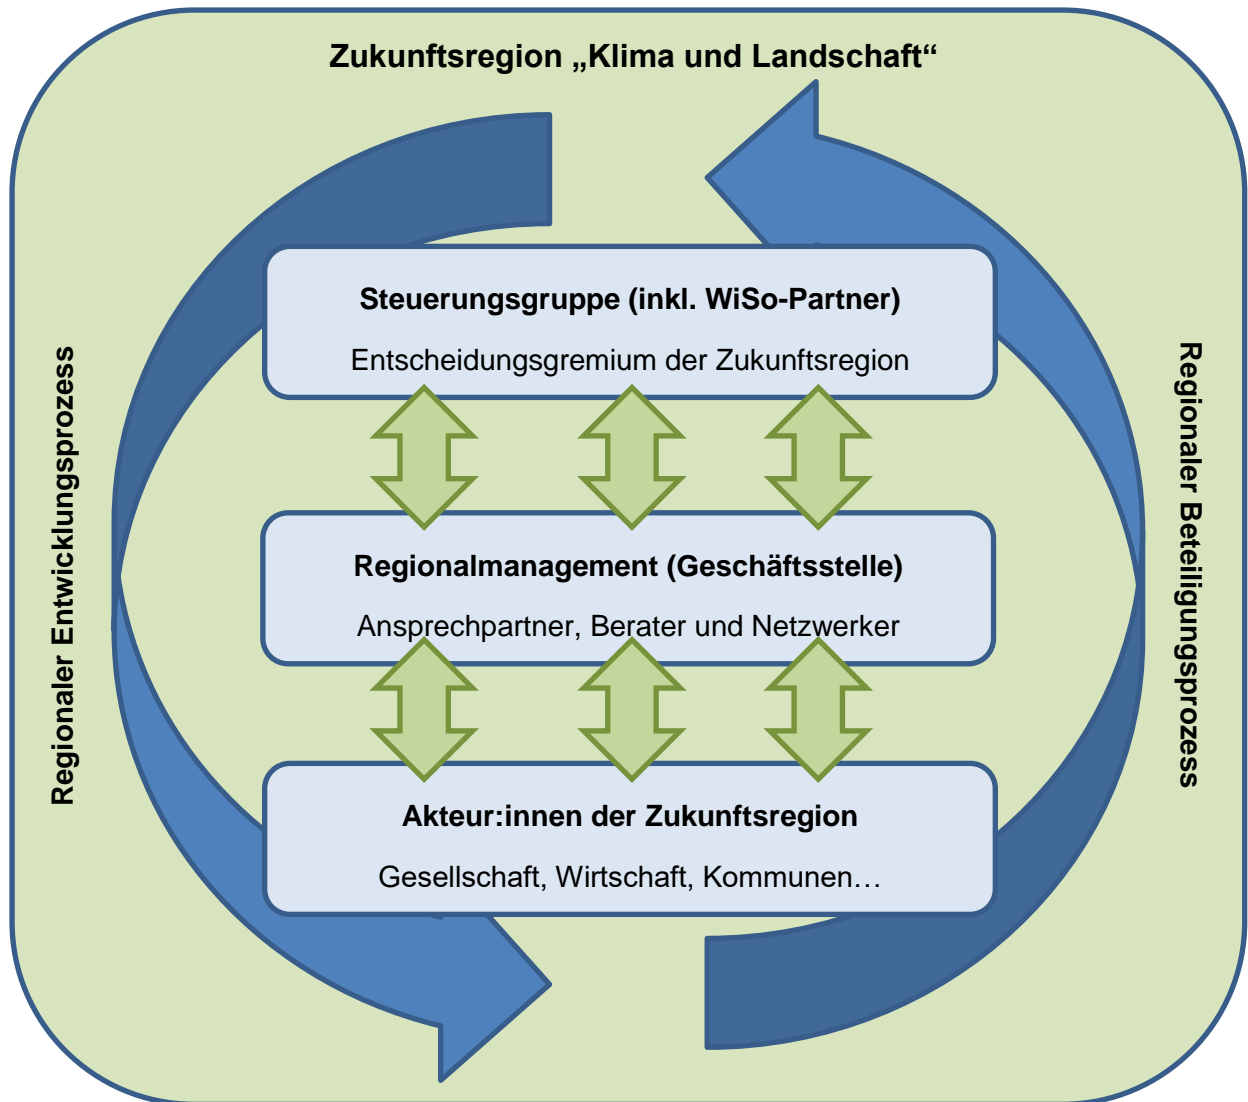 Zukunftsregion „Klima und Landschaft“
Regionaler Entwicklungsprozess
Steuerungsgruppe (inkl. WiSo-Partner)
Entscheidungsgremium der Zukunftsregion
Regionalmanagement (Geschäftsstelle)
Ansprechpartner, Berater und Netzwerker
Akteur:innen der Zukunftsregion
Gesellschaft, Wirtschaft, Kommunen…
Regionaler Beteiligungsprozess